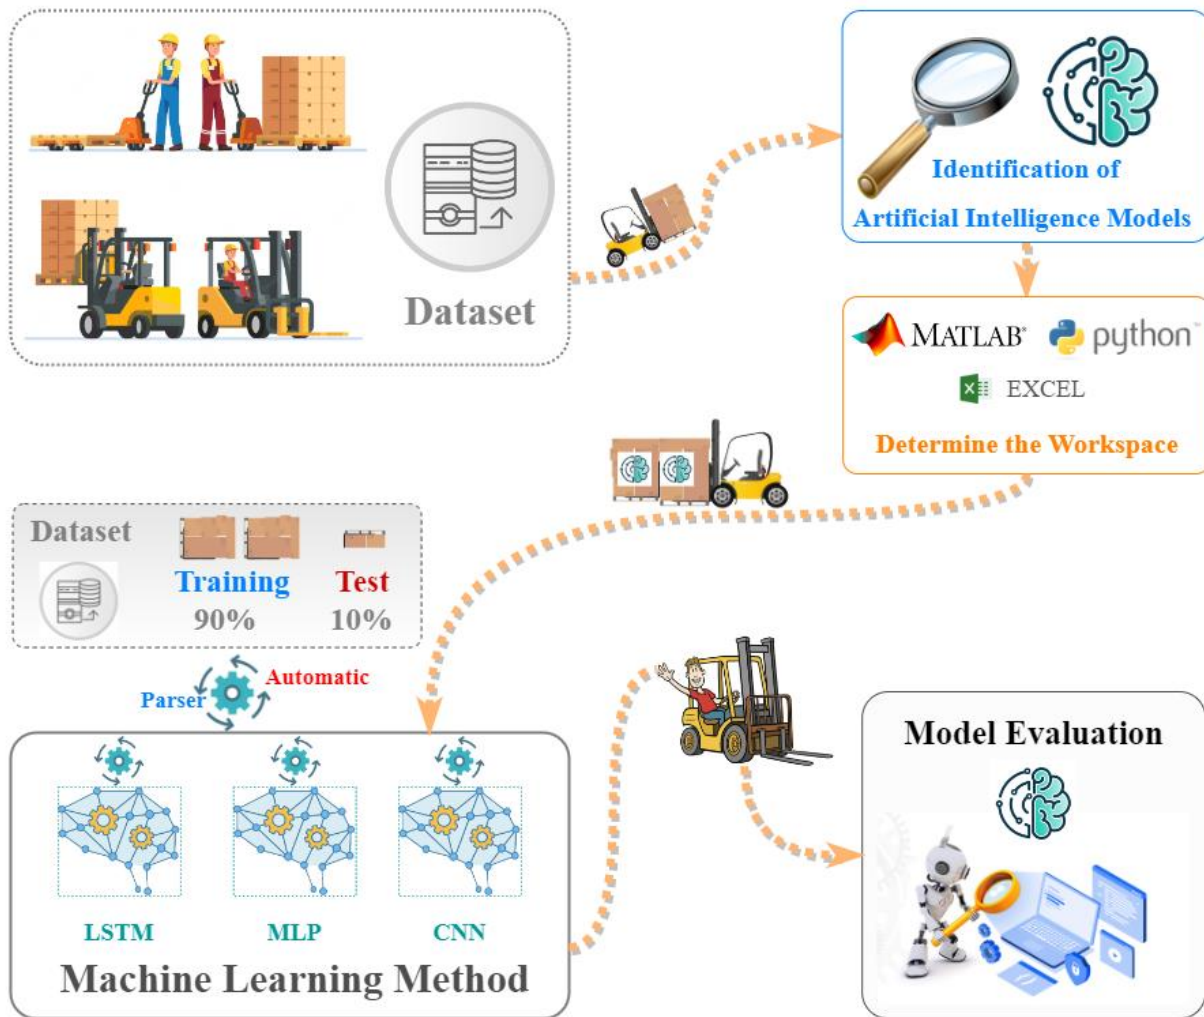 Dataset
Identification of
Artificial Intelligence Models
MATLAB®
python™
EXCEL
Determine the Workspace
Dataset
Training
Test
90%
10%
Parser
Automatic
LSTM
MLP
CNN
Machine Learning Method
Model Evaluation